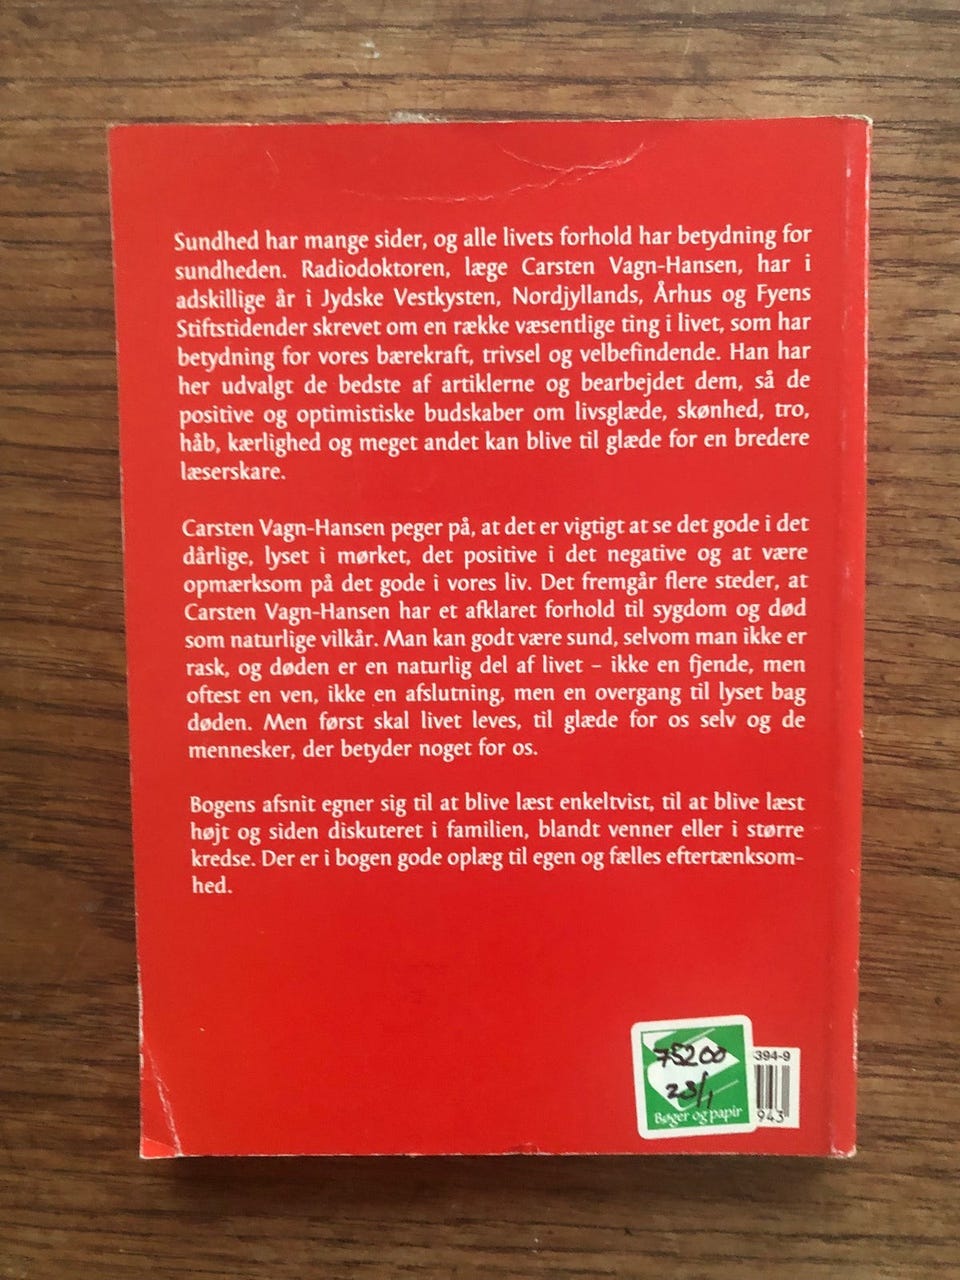 Sundhed har mange sider, og alle livets forhold har betydning for
sundheden. Radiodoktoren, læge Carsten Vagn-Hansen, har i
adskillige år i Jydske Vestkysten, Nordjyllands, Århus og Fyens
Stiftstidender skrevet om en række væsentlige ting i livet, som har
betydning for vores bærekraft, trivsel og velbefindende. Han har
her udvalgt de bedste af artiklerne og bearbejdet dem, så de
positive og optimistiske budskaber om livsglæde, skønhed, tro,
håb, kærlighed og meget andet kan blive til glæde for en bredere
læserskare.
Carsten Vagn-Hansen peger på, at det er vigtigt at se det gode i det
dårlige, lyset i mørket, det positive i det negative og at være
opmærksom på det gode i vores liv. Det fremgår flere steder, at
Carsten Vagn-Hansen har et afklaret forhold til sygdom og død
som naturlige vilkår. Man kan godt være sund, selvom man ikke er
rask, og døden er en naturlig del af livet – ikke en fjende, men
oftest en ven, ikke en afslutning, men en overgang til lyset bag
døden. Men først skal livet leves, til glæde for os selv og de
mennesker, der betyder noget for os.
Bogens afsnit egner sig til at blive læst enkeltvist, til at blive læst
højt og siden diskuteret i familien, blandt venner eller i større
kredse. Der er i bogen gode oplæg til egen og fælles eftertænksom-
hed.
75200
23/1
Bøger og papir
394-9
943